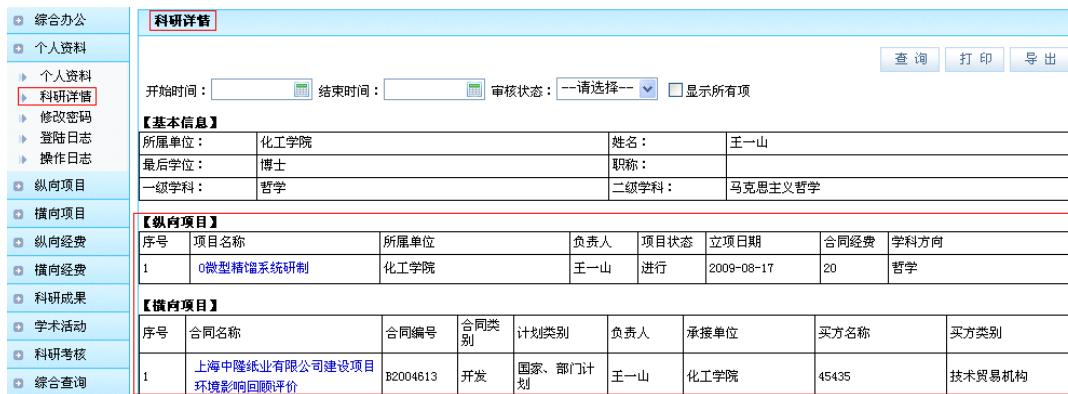 综合办公
个人资料
个人资料
科研详情
修改密码
登陆日志
操作日志
纵向项目
横向项目
纵向经费
横向经费
科研成果
学术活动
科研考核
综合查询
科研详情
查 询 打 印 导 出
开始时间： 结束时间： 审核状态： --请选择-- 显示所有项
【基本信息】
所属单位： 化工学院 姓名： 王一山
最后学位： 博士 职称：
一级学科： 哲学 二级学科： 马克思主义哲学
【纵向项目】
序号 项目名称 所属单位 负责人 项目状态 立项日期 合同经费 学科方向
1 0微型精馏系统研制 化工学院 王一山 进行 2009-08-17 20 哲学
【横向项目】
序号 合同名称 合同编号 合同类别 计划类别 负责人 承接单位 买方名称 买方类别
1 上海中隆纸业有限公司建设项目 B2004613 开发 国家、部门计划 王一山 化工学院 45435 技术贸易机构
环境影响回顾评价